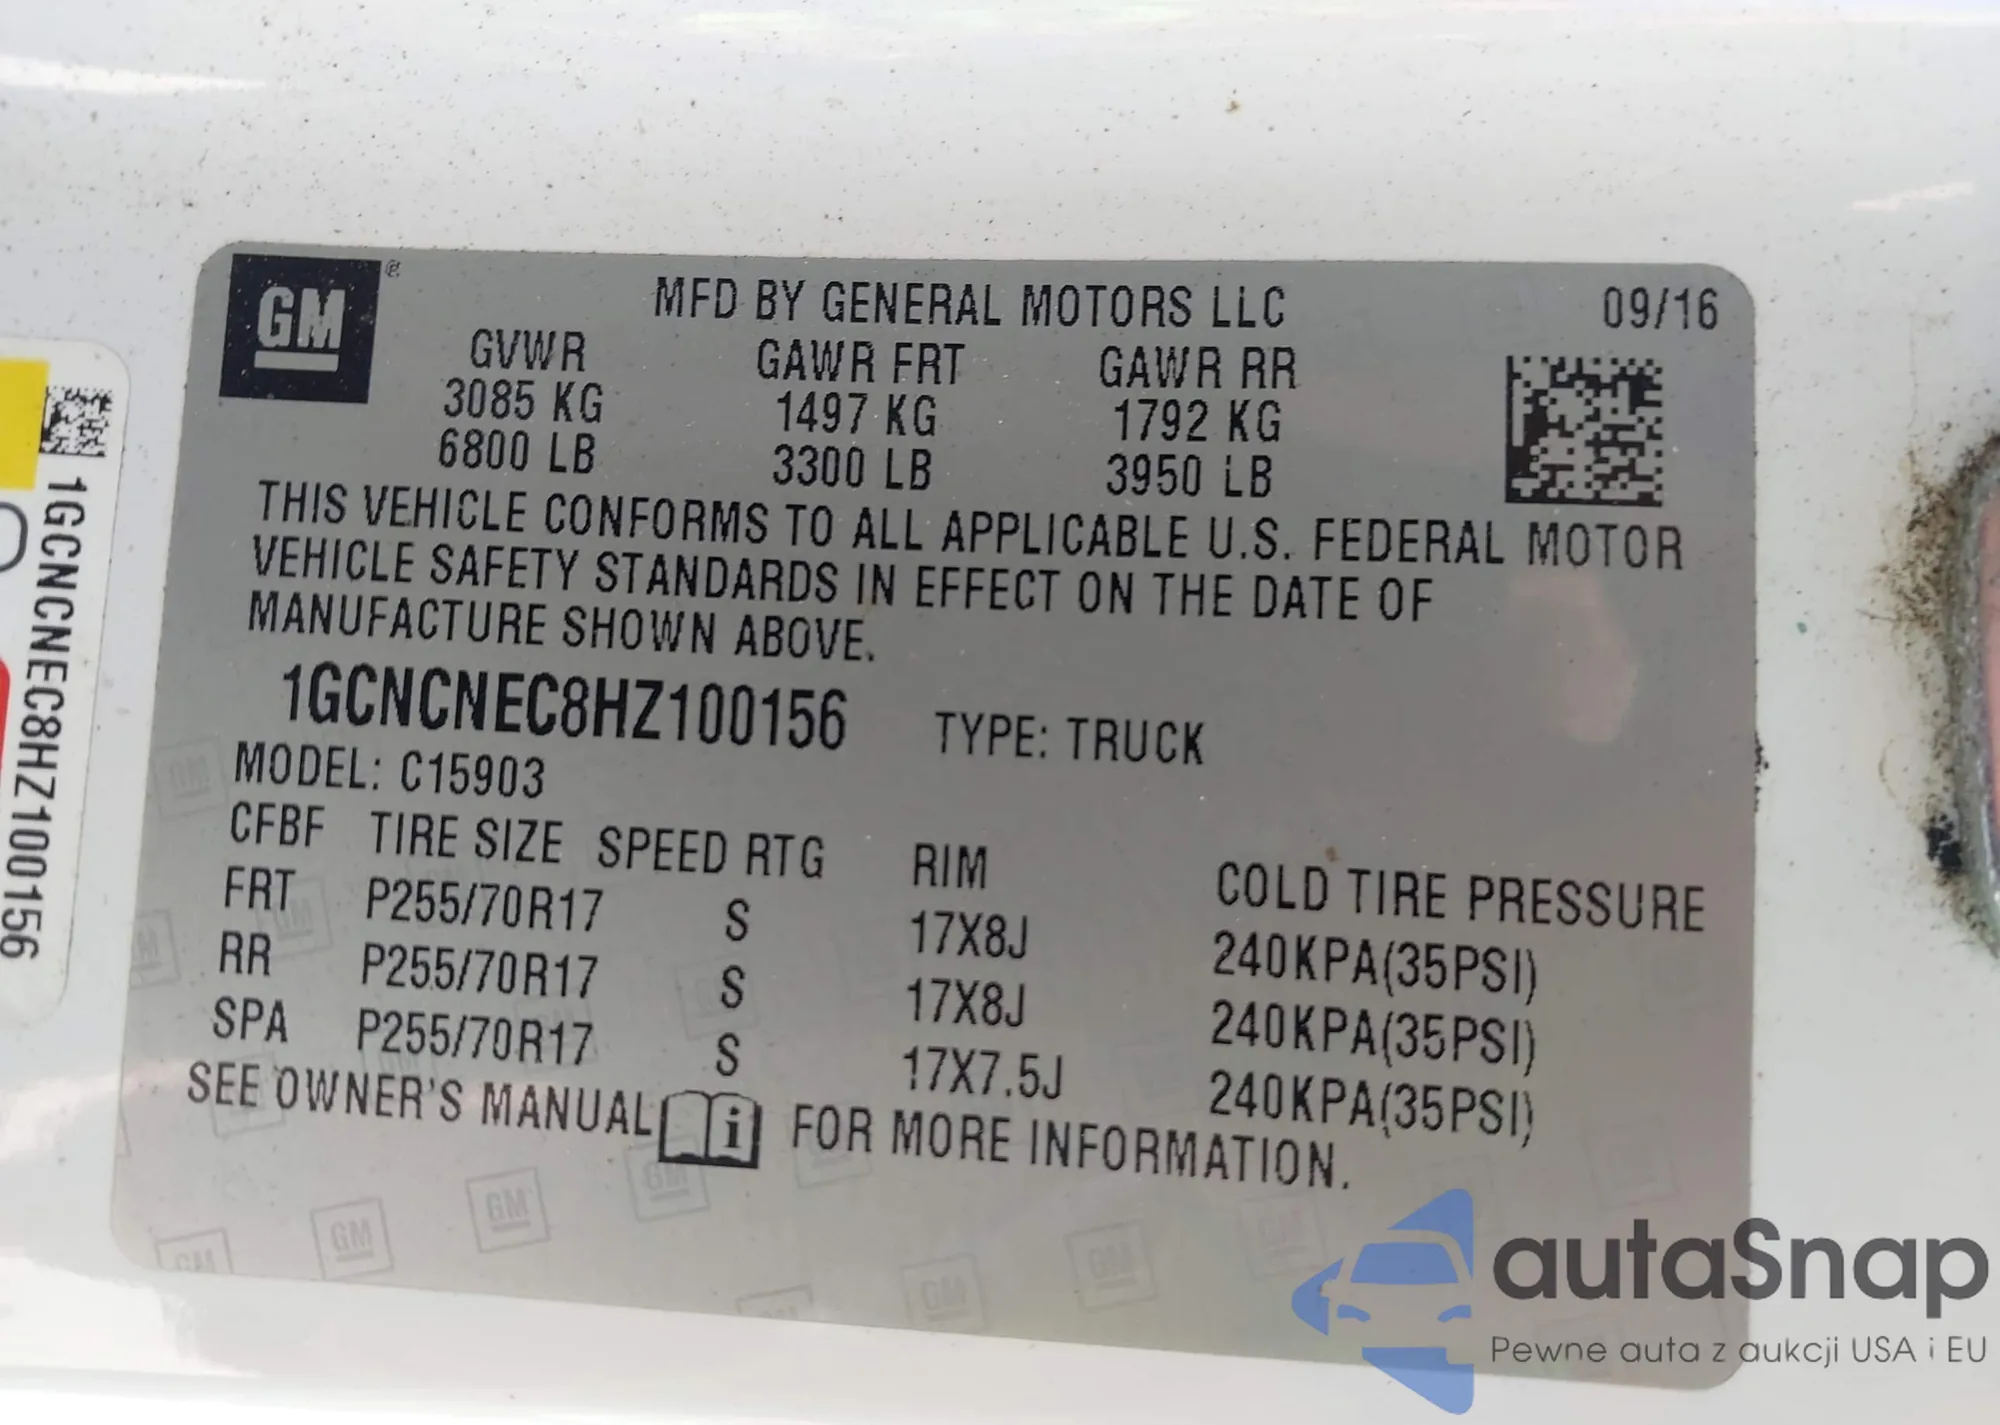 GM
MFD BY GENERAL MOTORS LLC 09/16
GVWR GAWR FRT GAWR RR
3085 KG 1497 KG 1792 KG
6800 LB 3300 LB 3950 LB
THIS VEHICLE CONFORMS TO ALL APPLICABLE U.S. FEDERAL MOTOR
VEHICLE SAFETY STANDARDS IN EFFECT ON THE DATE OF
MANUFACTURE SHOWN ABOVE.
1GCNCNEC8HZ100156 TYPE: TRUCK
MODEL: C15903
CFBF TIRE SIZE SPEED RTG RIM COLD TIRE PRESSURE
FRT P255/70R17 S 17X8J 240KPA(35PSI)
RR P255/70R17 S 17X8J 240KPA(35PSI)
SPA P255/70R17 S 17X7.5J 240KPA(35PSI)
SEE OWNER'S MANUAL i FOR MORE INFORMATION.
1GCNCNEC8HZ100156
autaSnap
Pewne auta z aukcji USA i EU